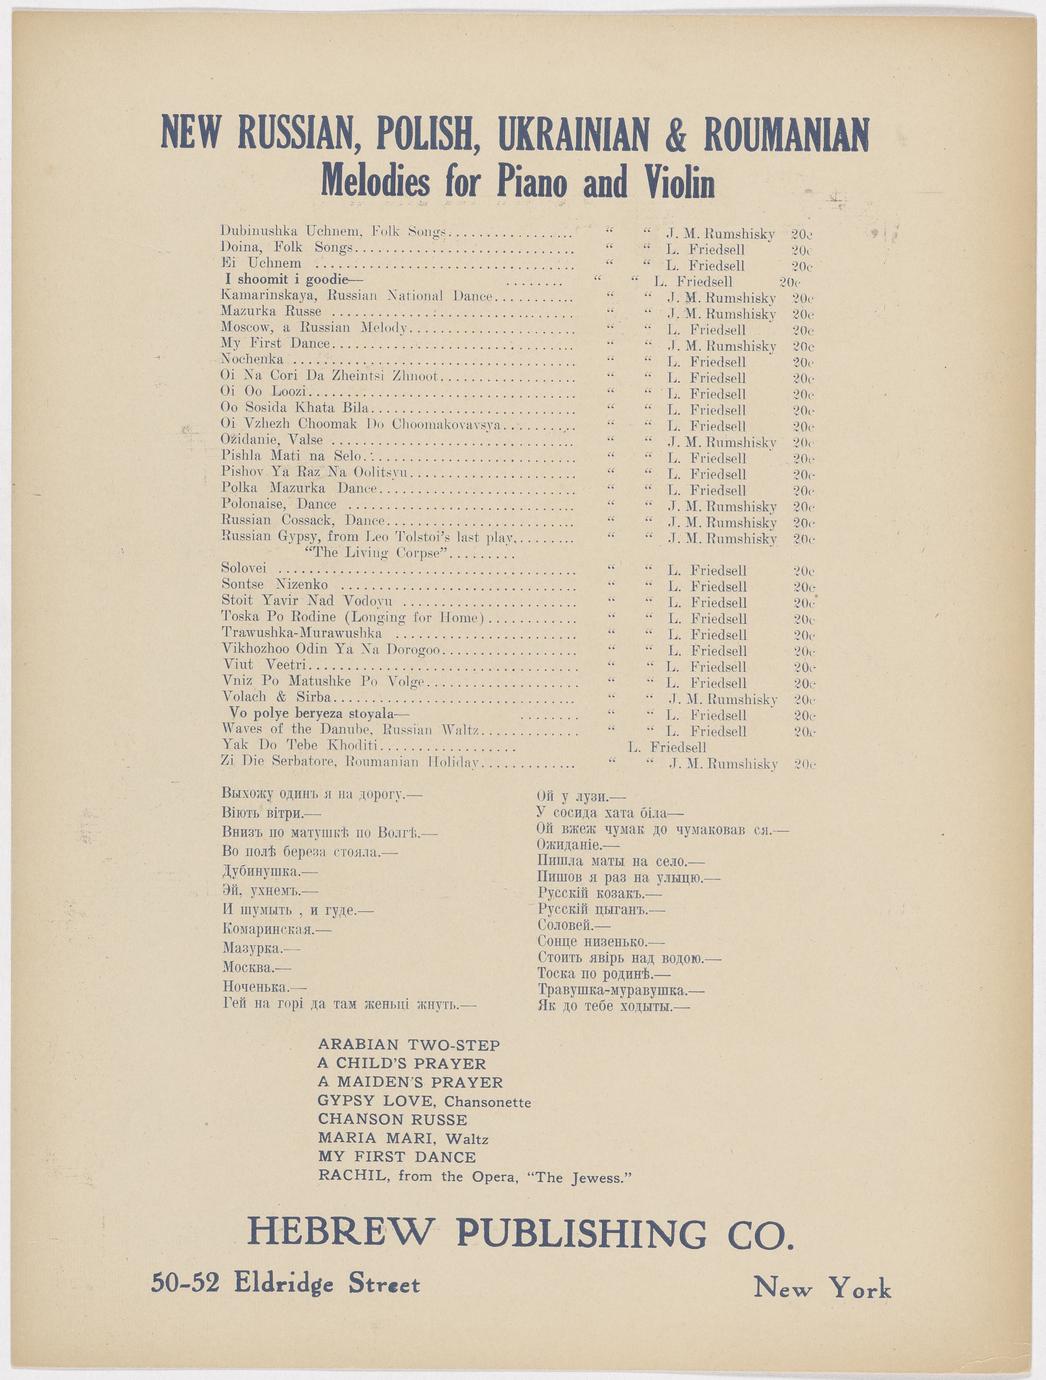 NEW RUSSIAN, POLISH, UKRAINIAN & ROUMANIAN
Melodies for Piano and Violin
Dubinushka Uchnem, Folk Songs................ “ “ J. M. Rumshisky 20c
Doina, Folk Songs............................ “ “ L. Friedsell 20c
Ei Uchnem ................................. “ “ L. Friedsell 20c
I shoomit i goodie— ........ “ “ L. Friedsell 20c
Kamarinskaya, Russian National Dance........... “ “ J. M. Rumshisky 20c
Mazurka Russe ............................... “ “ J. M. Rumshisky 20c
Moscow, a Russian Melody..................... “ “ L. Friedsell 20c
My First Dance............................... “ “ J. M. Rumshisky 20c
Nochenka .................................... “ “ L. Friedsell 20c
Oi Na Cori Da Zheintsi Zhnoot.................. “ “ L. Friedsell 20c
Oi Oo Loozi.................................. “ “ L. Friedsell 20c
Oo Sosida Khata Bila.......................... “ “ L. Friedsell 20c
Oi Vzhezh Choomak Do Choomakovavsya.......... “ “ L. Friedsell 20c
Ožidanie, Valse ............................... “ “ J. M. Rumshisky 20c
Pishla Mati na Selo........................... “ “ L. Friedsell 20c
Pishov Ya Raz Na Oolitsyu..................... “ “ L. Friedsell 20c
Polka Mazurka Dance......................... “ “ L. Friedsell 20c
Polonaise, Dance ............................. “ “ J. M. Rumshisky 20c
Russian Cossack, Dance........................ “ “ J. M. Rumshisky 20c
Russian Gypsy, from Leo Tolstoi’s last play......... “ “ J. M. Rumshisky 20c
“The Living Corpse”.........
Solovei ...................................... “ “ L. Friedsell 20c
Sontse Nizenko .............................. “ “ L. Friedsell 20c
Stoit Yavir Nad Vodoyu ...................... “ “ L. Friedsell 20c
Toska Po Rodine (Longing for Home)............ “ “ L. Friedsell 20c
Trawushka-Murawushka ....................... “ “ L. Friedsell 20c
Vikhozhoo Odin Ya Na Dorogoo................. “ “ L. Friedsell 20c
Viut Veetri................................... “ “ L. Friedsell 20c
Vniz Po Matushke Po Volge.................... “ “ L. Friedsell 20c
Volach & Sirba............................... “ “ J. M. Rumshisky 20c
Vo polye beryeza stoyala— ........ “ “ L. Friedsell 20c
Waves of the Danube, Russian Waltz............. “ “ L. Friedsell 20c
Yak Do Tebe Khoditi................. L. Friedsell
Zi Die Serbatore, Roumanian Holiday............. “ “ J. M. Rumshisky 20c
Выхожу одинъ я на дорогу.—
Віють вітри.—
Внизъ по матушкѣ по Волгѣ.—
Во полѣ береза стояла.—
Дубинушка.—
Эй, ухнемъ.—
И шумыть , и гуде.—
Комаринская.—
Мазурка.—
Москва.—
Ноченька.—
Гей на горі да там женьці жнуть.—
Ой у лузи.—
У сосида хата біла—
Ой вжеж чумак до чумаковав ся.—
Ожиданіе.—
Пишла маты на село.—
Пишов я раз на улыцю.—
Русскій козакъ.—
Русскій цыганъ.—
Соловей.—
Сонце низенько.—
Стоить явірь над водою.—
Тоска по родинѣ.—
Травушка-муравушка.—
Як до тебе ходыты.—
ARABIAN TWO-STEP
A CHILD’S PRAYER
A MAIDEN’S PRAYER
GYPSY LOVE, Chansonette
CHANSON RUSSE
MARIA MARI, Waltz
MY FIRST DANCE
RACHIL, from the Opera, “The Jewess.”
HEBREW PUBLISHING CO.
50-52 Eldridge Street New York